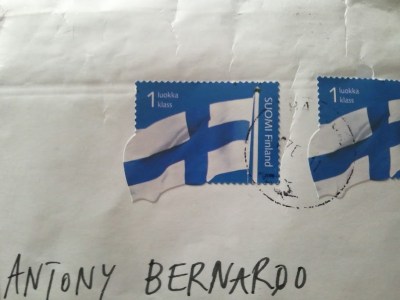 1 luokka
klass
SUOMI Finland
1 luokka
klass
ANTONY BERNARDO